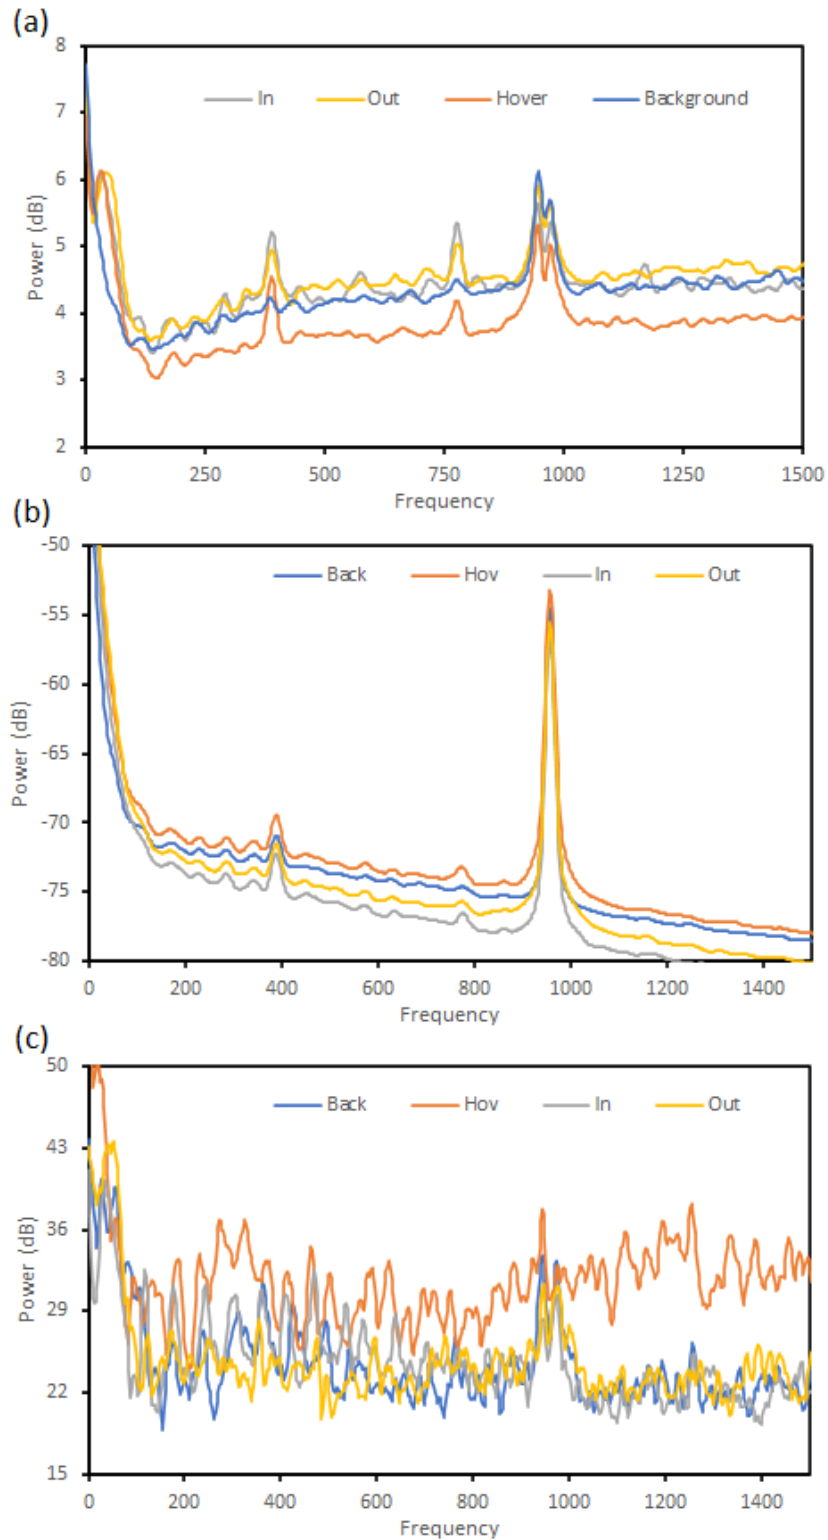 (a)
8
In Out Hover Background
7
6
5
4
3
2
Power (dB)
0 250 500 750 1000 1250 1500
Frequency
(b)
-50
Back Hov In Out
-55
-60
-65
-70
-75
-80
Power (dB)
0 200 400 600 800 1000 1200 1400
Frequency
(c)
50
Back Hov In Out
43
36
29
22
15
Power (dB)
0 200 400 600 800 1000 1200 1400
Frequency